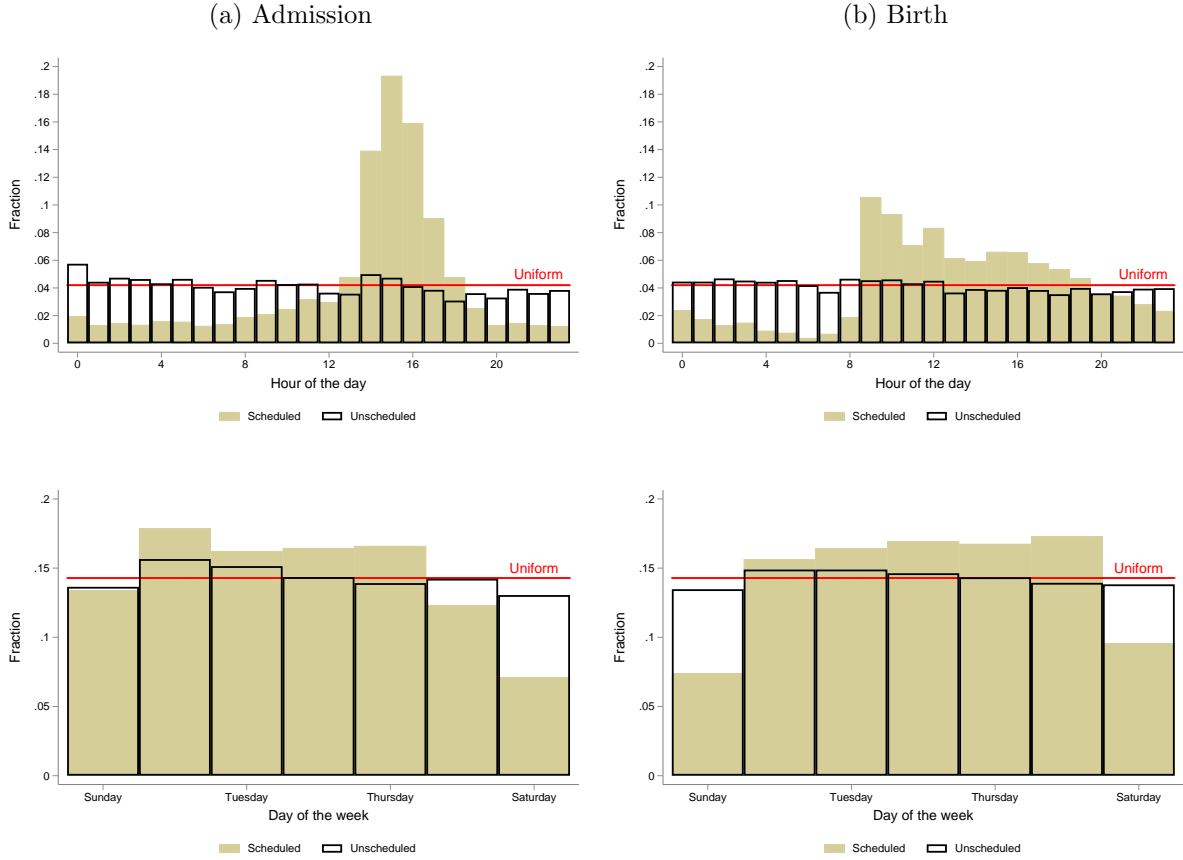 (a) Admission
(b) Birth
.2
.18
.16
.14
.12
.1
.08
.06
.04
.02
0
Fraction
Uniform
0 4 8 12 16 20
Hour of the day
Scheduled Unscheduled
.2
.18
.16
.14
.12
.1
.08
.06
.04
.02
0
Fraction
Uniform
0 4 8 12 16 20
Hour of the day
Scheduled Unscheduled
.2
.15
.1
.05
0
Fraction
Uniform
Sunday Tuesday Thursday Saturday
Day of the week
Scheduled Unscheduled
.2
.15
.1
.05
0
Fraction
Uniform
Sunday Tuesday Thursday Saturday
Day of the week
Scheduled Unscheduled